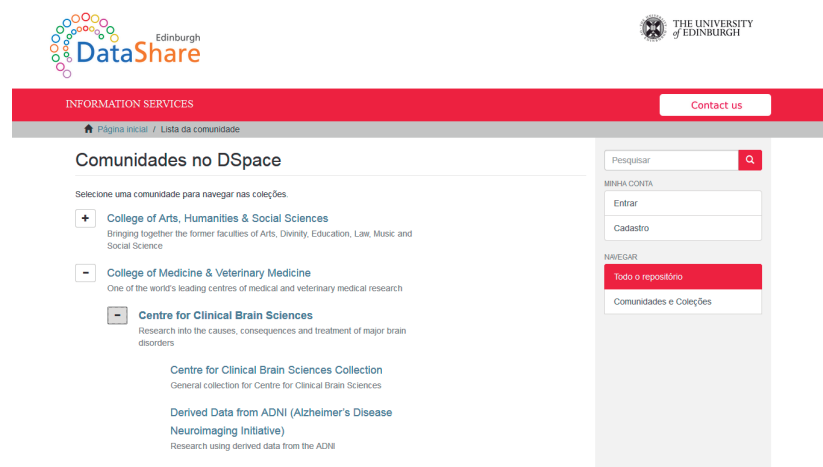 Edinburgh
DataShare
THE UNIVERSITY
of EDINBURGH
INFORMATION SERVICES
Contact us
Página inicial / Lista da comunidade
Comunidades no DSpace
Selecione uma comunidade para navegar nas coleções.
+ College of Arts, Humanities & Social Sciences
Bringing together the former faculties of Arts, Divinity, Education, Law, Music and
Social Science
- College of Medicine & Veterinary Medicine
One of the world's leading centres of medical and veterinary medical research
- Centre for Clinical Brain Sciences
Research into the causes, consequences and treatment of major brain
disorders
Centre for Clinical Brain Sciences Collection
General collection for Centre for Clinical Brain Sciences
Derived Data from ADNI (Alzheimer's Disease
Neuroimaging Initiative)
Research using derived data from the ADNI
Pesquisar
MINHA CONTA
Entrar
Cadastro
NAVEGAR
Todo o repositório
Comunidades e Coleções